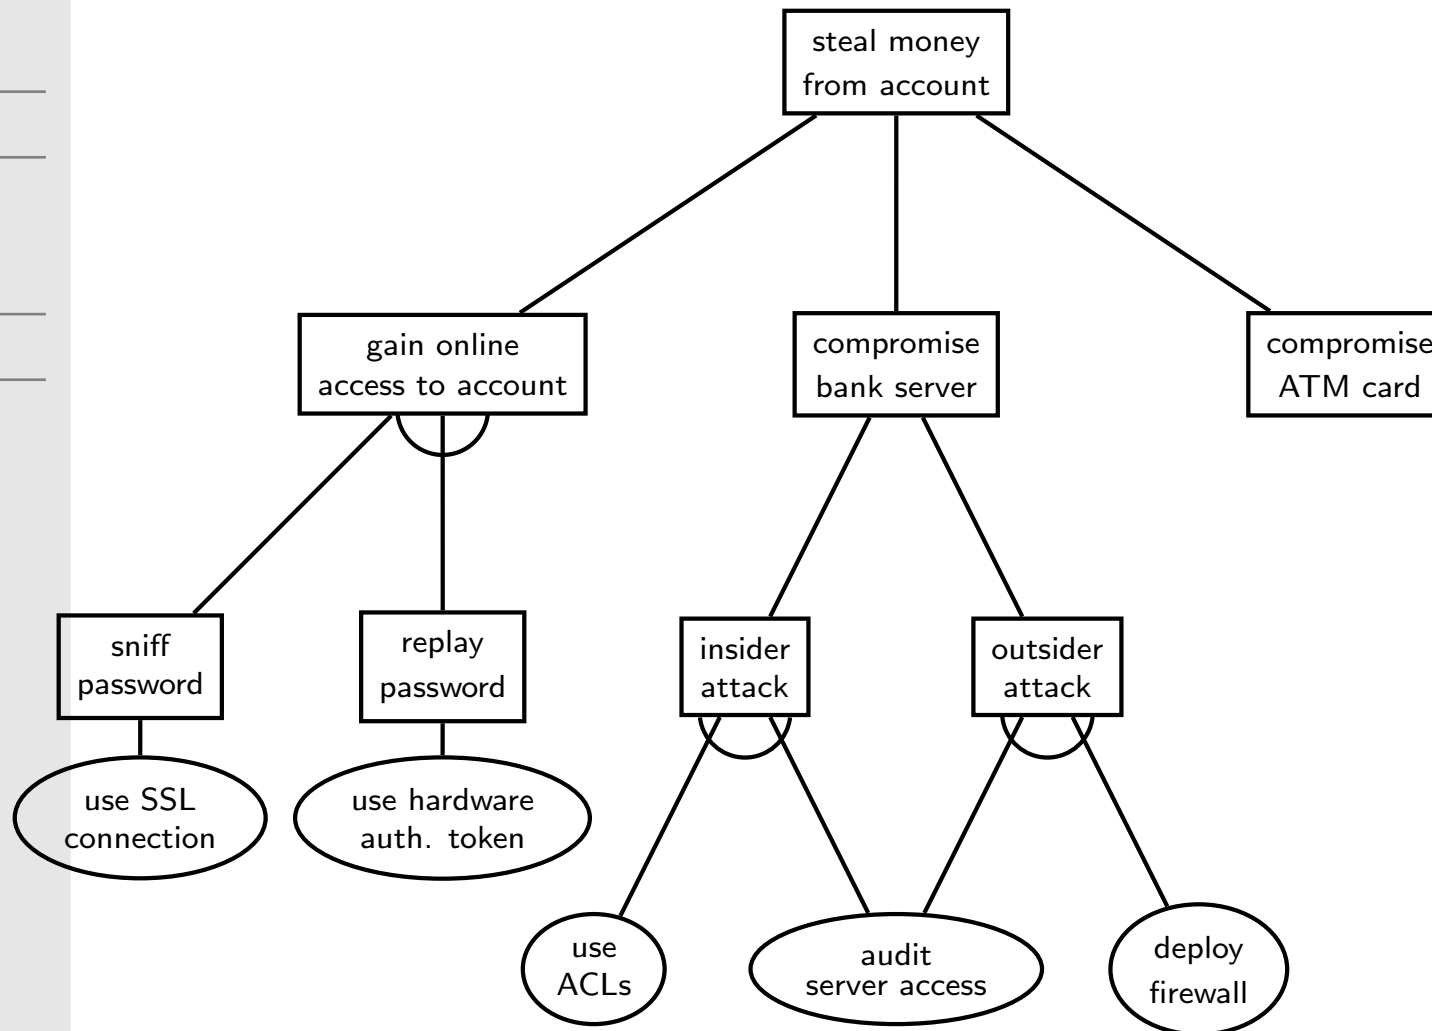 steal money
from account
gain online
access to account
compromise
bank server
compromise
ATM card
sniff
password
replay
password
insider
attack
outsider
attack
use SSL
connection
use hardware
auth. token
use
ACLs
audit
server access
deploy
firewall